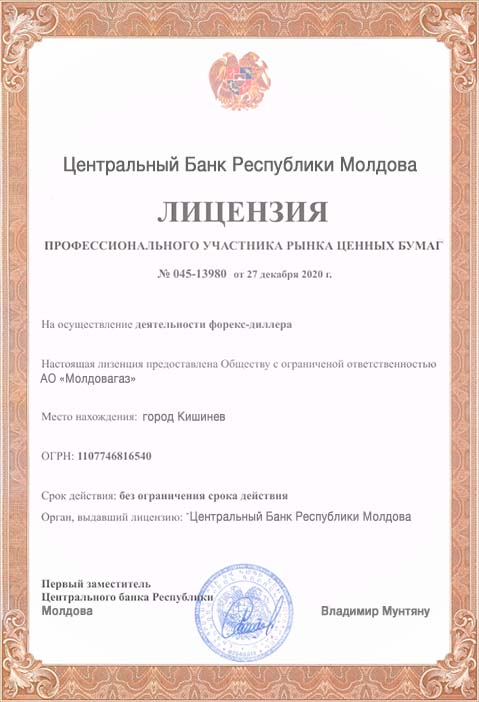 Центральный Банк Республики Молдова
ЛИЦЕНЗИЯ
ПРОФЕССИОНАЛЬНОГО УЧАСТНИКА РЫНКА ЦЕННЫХ БУМАГ
№ 045-13980 от 27 декабря 2020 г.
На осуществление деятельности форекс-диллера
Настоящая лизенция предоставлена Обществу с ограниченой ответственностью
АО «Молдовагаз»
Место нахождения: город Кишинев
ОГРН: 1107746816540
Срок действия: без ограничения срока действия
Орган, выдавший лицензию: "Центральный Банк Республики Молдова
Первый заместитель
Центрального банка Республики
Молдова
Владимир Мунтяну